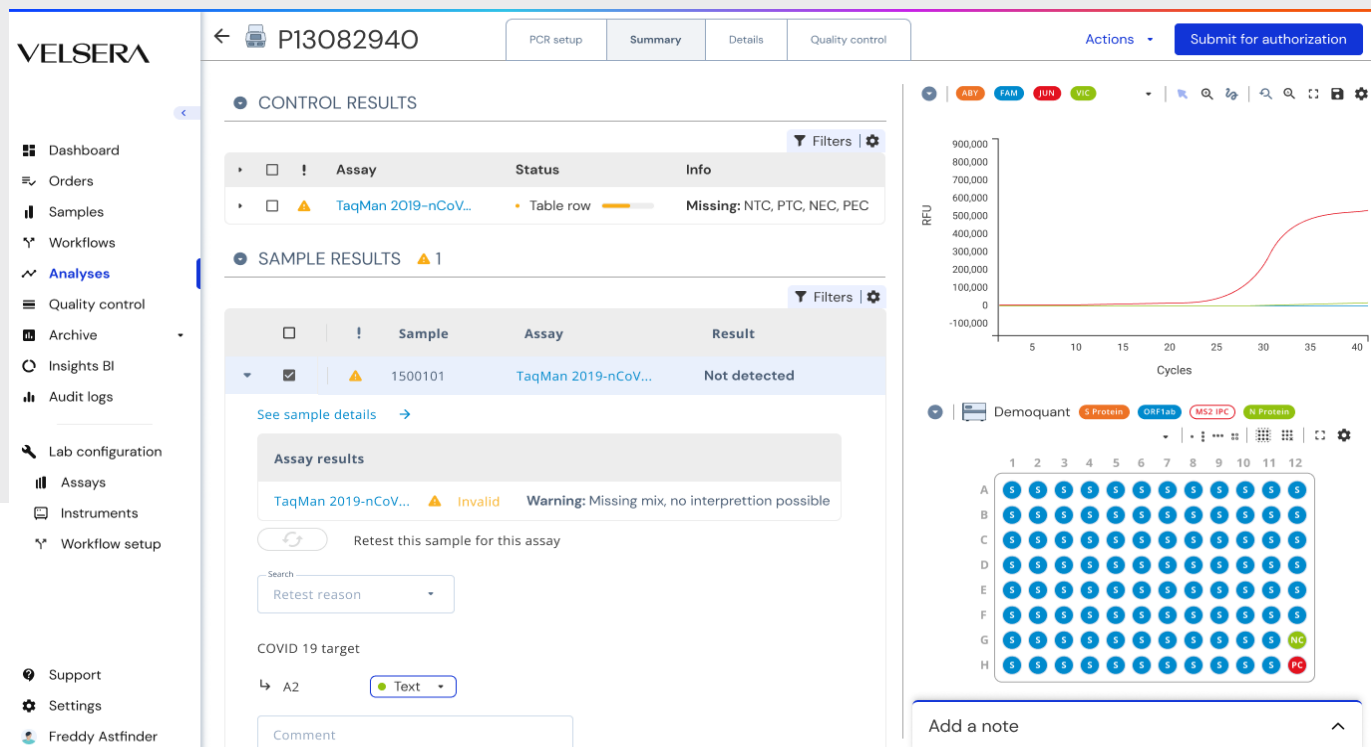 VELSERA
Dashboard
Orders
Samples
Workflows
Analyses
Quality control
Archive
Insights BI
Audit logs
Lab configuration
Assays
Instruments
Workflow setup
Support
Settings
Freddy Astfinder
P13082940
PCR setup Summary Details Quality control
Actions Submit for authorization
CONTROL RESULTS
Filters
! Assay Status Info
TaqMan 2019-nCoV... Table row Missing: NTC, PTC, NEC, PEC
SAMPLE RESULTS 1
Filters
! Sample Assay Result
1500101 TaqMan 2019-nCoV... Not detected
See sample details
Assay results
TaqMan 2019-nCoV... Invalid Warning: Missing mix, no interprettion possible
Retest this sample for this assay
Search
Retest reason
COVID 19 target
A2 Text
Comment
ABY FAM JUN VIC
900,000
800,000
700,000
600,000
500,000
400,000
300,000
200,000
100,000
0
-100,000
RFU
5 10 15 20 25 30 35 40
Cycles
Demoquant S Protein ORF1ab MS2 IPC N Protein
1 2 3 4 5 6 7 8 9 10 11 12
A S S S S S S S S S S S S
B S S S S S S S S S S S S
C S S S S S S S S S S S S
D S S S S S S S S S S S S
E S S S S S S S S S S S S
F S S S S S S S S S S S S
G S S S S S S S S S S S NC
H S S S S S S S S S S S PC
Add a note